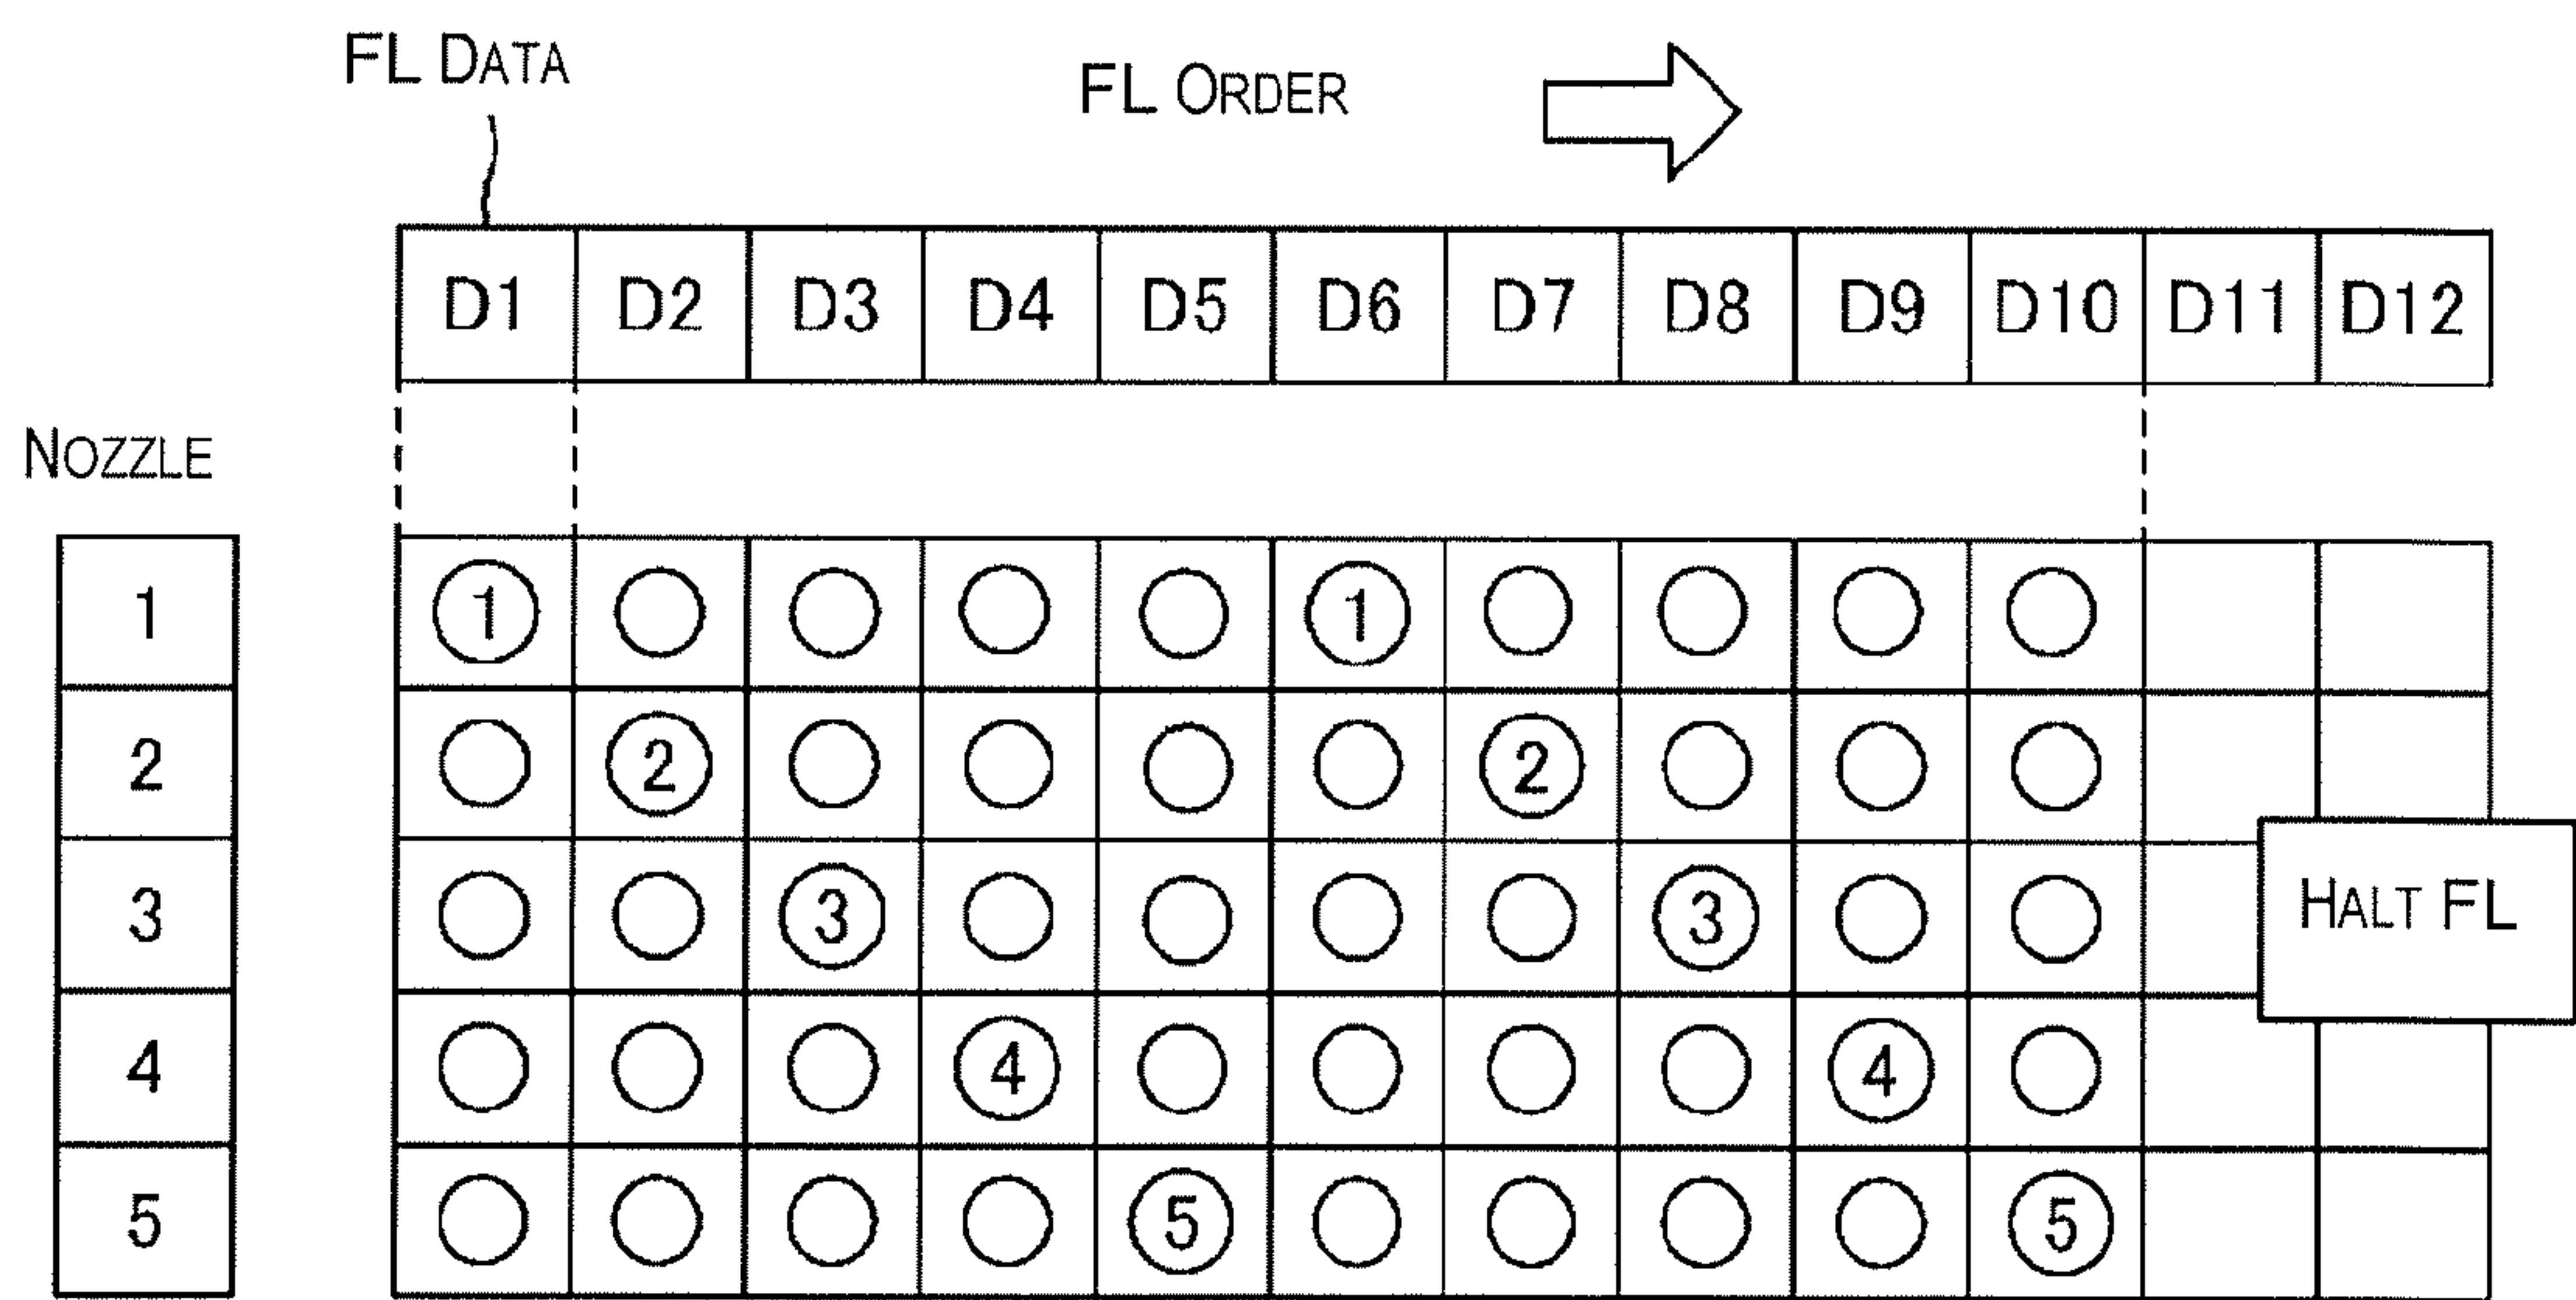 FL DATA
FL ORDER
D1 D2 D3 D4 D5 D6 D7 D8 D9 D10 D11 D12
NOZZLE
1 1 1
2 2 2
3 3 3 HALT FL
4 4 4
5 5 5